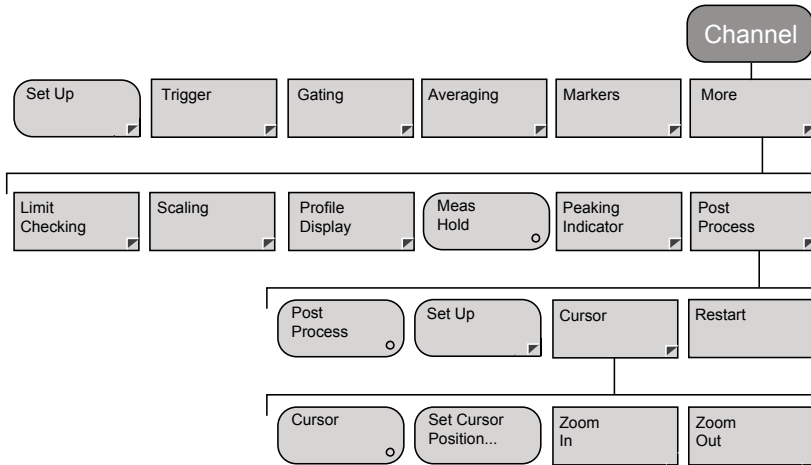 Channel
Set Up
Trigger
Gating
Averaging
Markers
More
Limit
Checking
Scaling
Profile
Display
Meas
Hold
Peaking
Indicator
Post
Process
Post
Process
Set Up
Cursor
Restart
Cursor
Set Cursor
Position...
Zoom
In
Zoom
Out